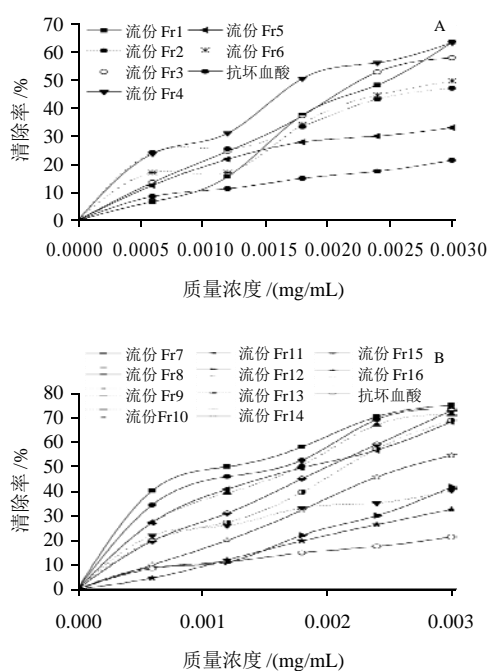 A
流份 Fr1 流份 Fr5
流份 Fr2 流份 Fr6
流份 Fr3 抗坏血酸
流份 Fr4
清除率 /%
70
60
50
40
30
20
10
0
0.0000 0.0005 0.0010 0.0015 0.0020 0.0025 0.0030
质量浓度 /(mg/mL)
B
流份 Fr7 流份 Fr11 流份 Fr15
流份 Fr8 流份 Fr12 流份 Fr16
流份 Fr9 流份 Fr13 抗坏血酸
流份Fr10 流份 Fr14
清除率 /%
80
70
60
50
40
30
20
10
0
0.000 0.001 0.002 0.003
质量浓度 /(mg/mL)